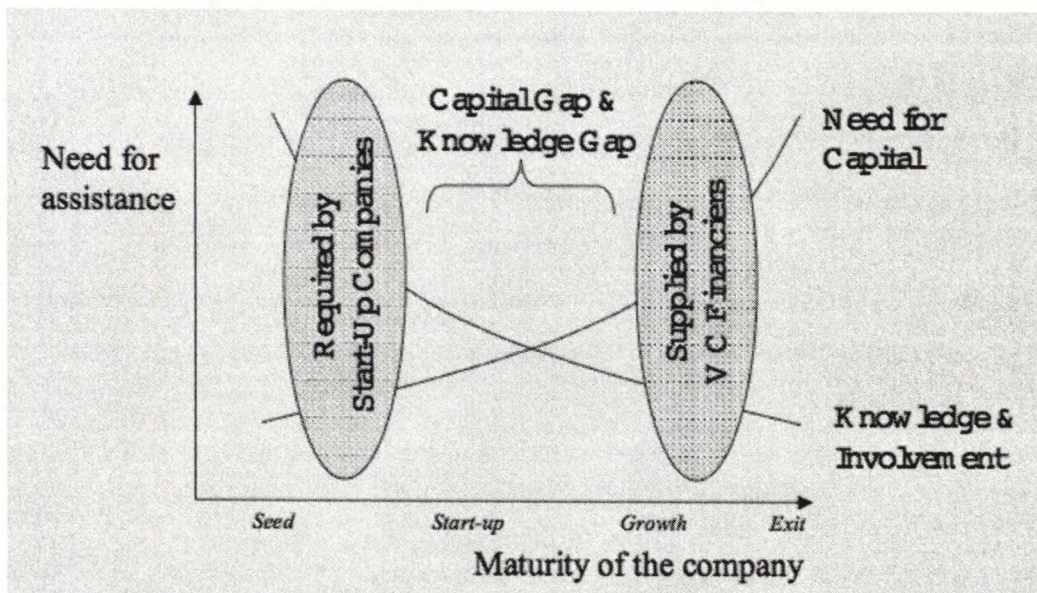 Capital Gap &
Knowledge Gap
Need for
assistance
Required by
Start-Up Companies
Supplied by
VC Financiers
Need for
Capital
Knowledge &
Involvement
Seed
Start-up
Growth
Exit
Maturity of the company